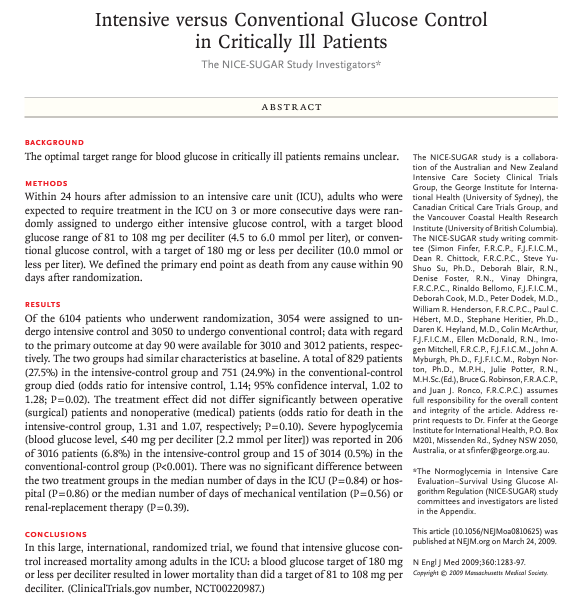 Intensive versus Conventional Glucose Control
in Critically Ill Patients
The NICE-SUGAR Study Investigators*
ABSTRACT
BACKGROUND
The optimal target range for blood glucose in critically ill patients remains unclear.
METHODS
Within 24 hours after admission to an intensive care unit (ICU), adults who were
expected to require treatment in the ICU on 3 or more consecutive days were ran-
domly assigned to undergo either intensive glucose control, with a target blood
glucose range of 81 to 108 mg per deciliter (4.5 to 6.0 mmol per liter), or conven-
tional glucose control, with a target of 180 mg or less per deciliter (10.0 mmol or
less per liter). We defined the primary end point as death from any cause within 90
days after randomization.
RESULTS
Of the 6104 patients who underwent randomization, 3054 were assigned to un-
dergo intensive control and 3050 to undergo conventional control; data with regard
to the primary outcome at day 90 were available for 3010 and 3012 patients, respec-
tively. The two groups had similar characteristics at baseline. A total of 829 patients
(27.5%) in the intensive-control group and 751 (24.9%) in the conventional-control
group died (odds ratio for intensive control, 1.14; 95% confidence interval, 1.02 to
1.28; P=0.02). The treatment effect did not differ significantly between operative
(surgical) patients and nonoperative (medical) patients (odds ratio for death in the
intensive-control group, 1.31 and 1.07, respectively; P=0.10). Severe hypoglycemia
(blood glucose level, ≤40 mg per deciliter [2.2 mmol per liter]) was reported in 206
of 3016 patients (6.8%) in the intensive-control group and 15 of 3014 (0.5%) in the
conventional-control group (P<0.001). There was no significant difference between
the two treatment groups in the median number of days in the ICU (P=0.84) or hos-
pital (P=0.86) or the median number of days of mechanical ventilation (P=0.56) or
renal-replacement therapy (P=0.39).
CONCLUSIONS
In this large, international, randomized trial, we found that intensive glucose con-
trol increased mortality among adults in the ICU: a blood glucose target of 180 mg
or less per deciliter resulted in lower mortality than did a target of 81 to 108 mg per
deciliter. (ClinicalTrials.gov number, NCT00220987.)
The NICE-SUGAR study is a collabora-
tion of the Australian and New Zealand
Intensive Care Society Clinical Trials
Group, the George Institute for Interna-
tional Health (University of Sydney), the
Canadian Critical Care Trials Group, and
the Vancouver Coastal Health Research
Institute (University of British Columbia).
The NICE-SUGAR study writing commit-
tee (Simon Finfer, F.R.C.P., F.J.F.I.C.M.,
Dean R. Chittock, F.R.C.P.C., Steve Yu-
Shuo Su, Ph.D., Deborah Blair, R.N.,
Denise Foster, R.N., Vinay Dhingra,
F.R.C.P.C., Rinaldo Bellomo, F.J.F.I.C.M.,
Deborah Cook, M.D., Peter Dodek, M.D.,
William R. Henderson, F.R.C.P.C., Paul C.
Hébert, M.D., Stephane Heritier, Ph.D.,
Daren K. Heyland, M.D., Colin McArthur,
F.J.F.I.C.M., Ellen McDonald, R.N., Imo-
gen Mitchell, F.R.C.P., F.J.F.I.C.M., John A.
Myburgh, Ph.D., F.J.F.I.C.M., Robyn Nor-
ton, Ph.D., M.P.H., Julie Potter, R.N.,
M.H.Sc.(Ed.), Bruce G. Robinson, F.R.A.C.P.,
and Juan J. Ronco, F.R.C.P.C.) assumes
full responsibility for the overall content
and integrity of the article. Address re-
print requests to Dr. Finfer at the George
Institute for International Health, P.O. Box
M201, Missenden Rd., Sydney NSW 2050,
Australia, or at sfinfer@george.org.au.
*The Normoglycemia in Intensive Care
Evaluation–Survival Using Glucose Al-
gorithm Regulation (NICE-SUGAR) study
committees and investigators are listed
in the Appendix.
This article (10.1056/NEJMoa0810625) was
published at NEJM.org on March 24, 2009.
N Engl J Med 2009;360:1283-97.
Copyright © 2009 Massachusetts Medical Society.